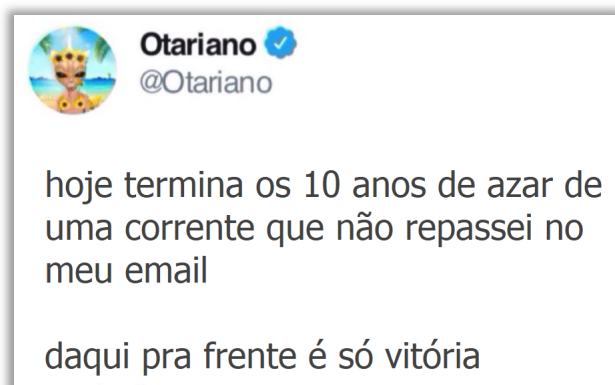 Otariano
@Otariano
hoje termina os 10 anos de azar de
uma corrente que não repassei no
meu email
daqui pra frente é só vitória